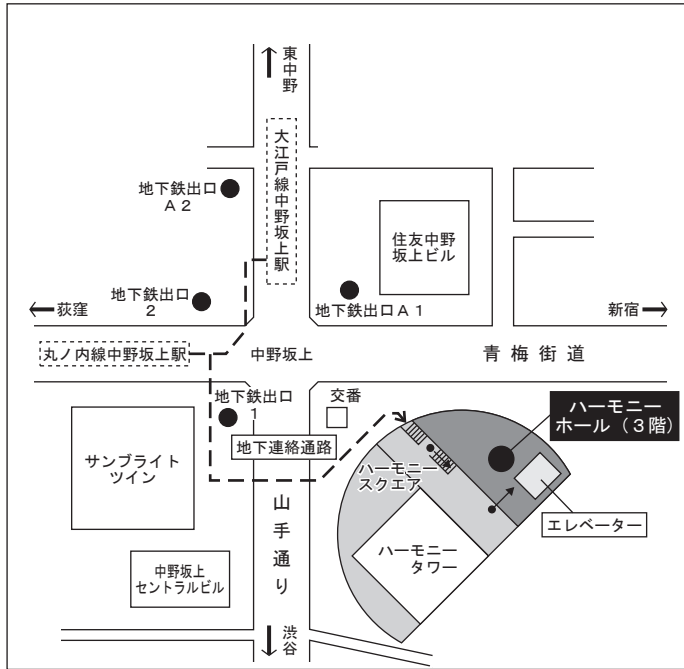 東中野
大江戸線中野坂上駅
地下鉄出口
A 2
住友中野
坂上ビル
地下鉄出口
2
地下鉄出口A 1
荻窪
新宿
丸ノ内線中野坂上駅
中野坂上
青梅街道
地下鉄出口
1
交番
ハーモニー
ホール（３階）
地下連絡通路
サンブライト
ツイン
ハーモニー
スクエア
エレベーター
山手通り
ハーモニー
タワー
中野坂上
セントラルビル
渋谷